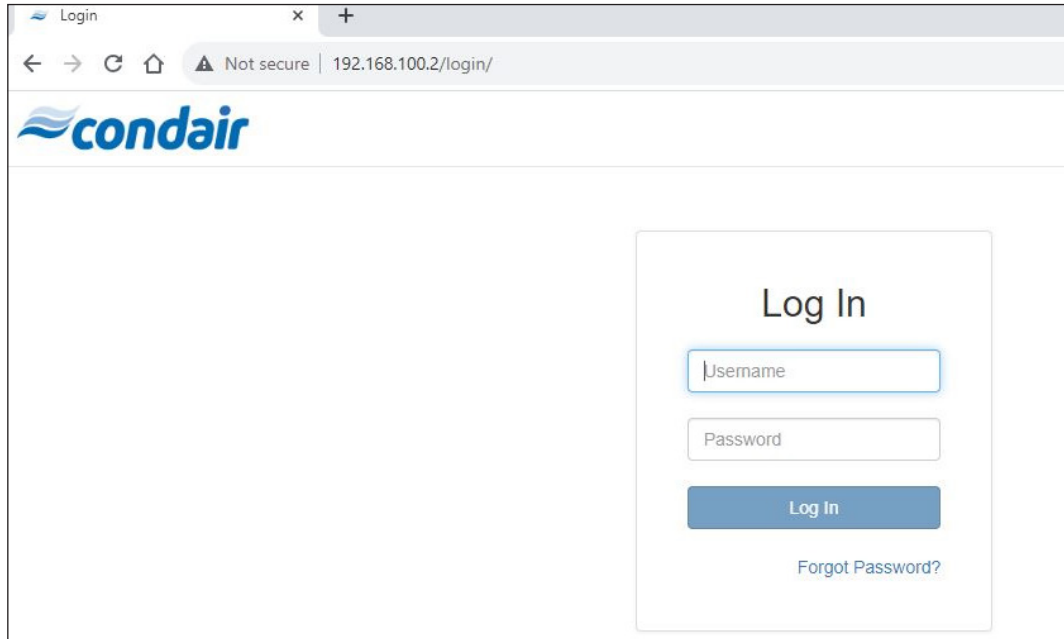 Login
Not secure | 192.168.100.2/login/
condair
Log In
Username
Password
Log In
Forgot Password?